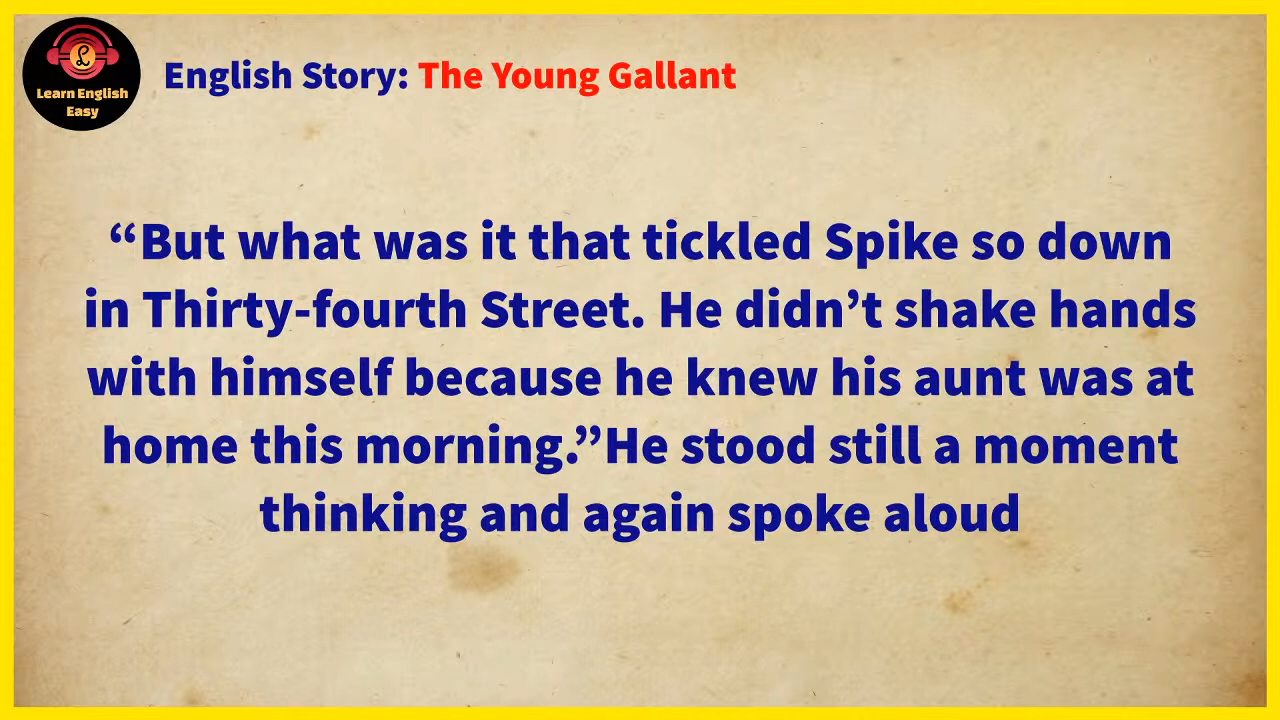 Learn English
Easy
English Story: The Young Gallant
“But what was it that tickled Spike so down
in Thirty-fourth Street. He didn’t shake hands
with himself because he knew his aunt was at
home this morning.”He stood still a moment
thinking and again spoke aloud